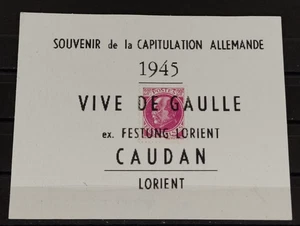 SOUVENIR de la CAPITULATION ALLEMANDE
1945
VIVE DE GAULLE
ex. FESTUNG LORIENT
CAUDAN
LORIENT